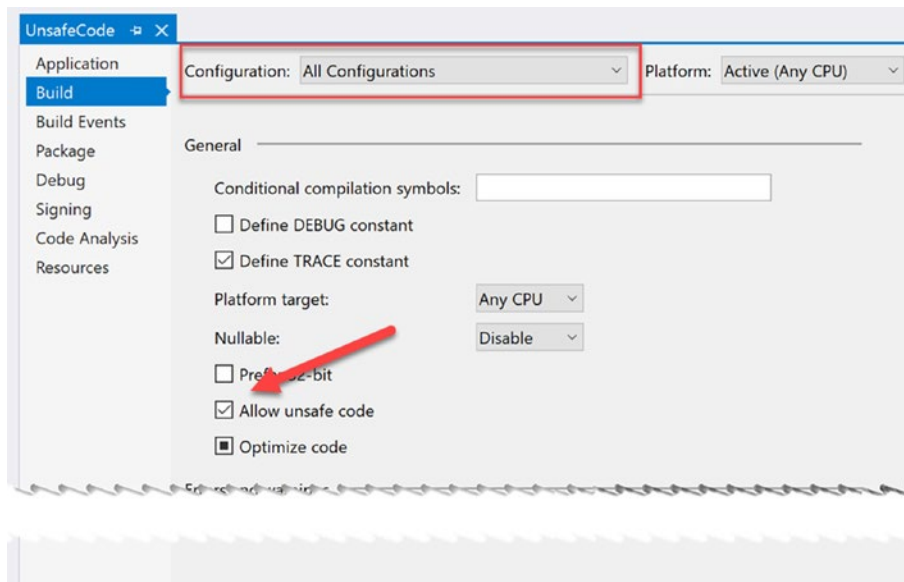 UnsafeCode
Application
Build
Build Events
Package
Debug
Signing
Code Analysis
Resources
Configuration: All Configurations Platform: Active (Any CPU)
General
Conditional compilation symbols:
Define DEBUG constant
Define TRACE constant
Platform target: Any CPU
Nullable: Disable
32-bit
Allow unsafe code
Optimize code